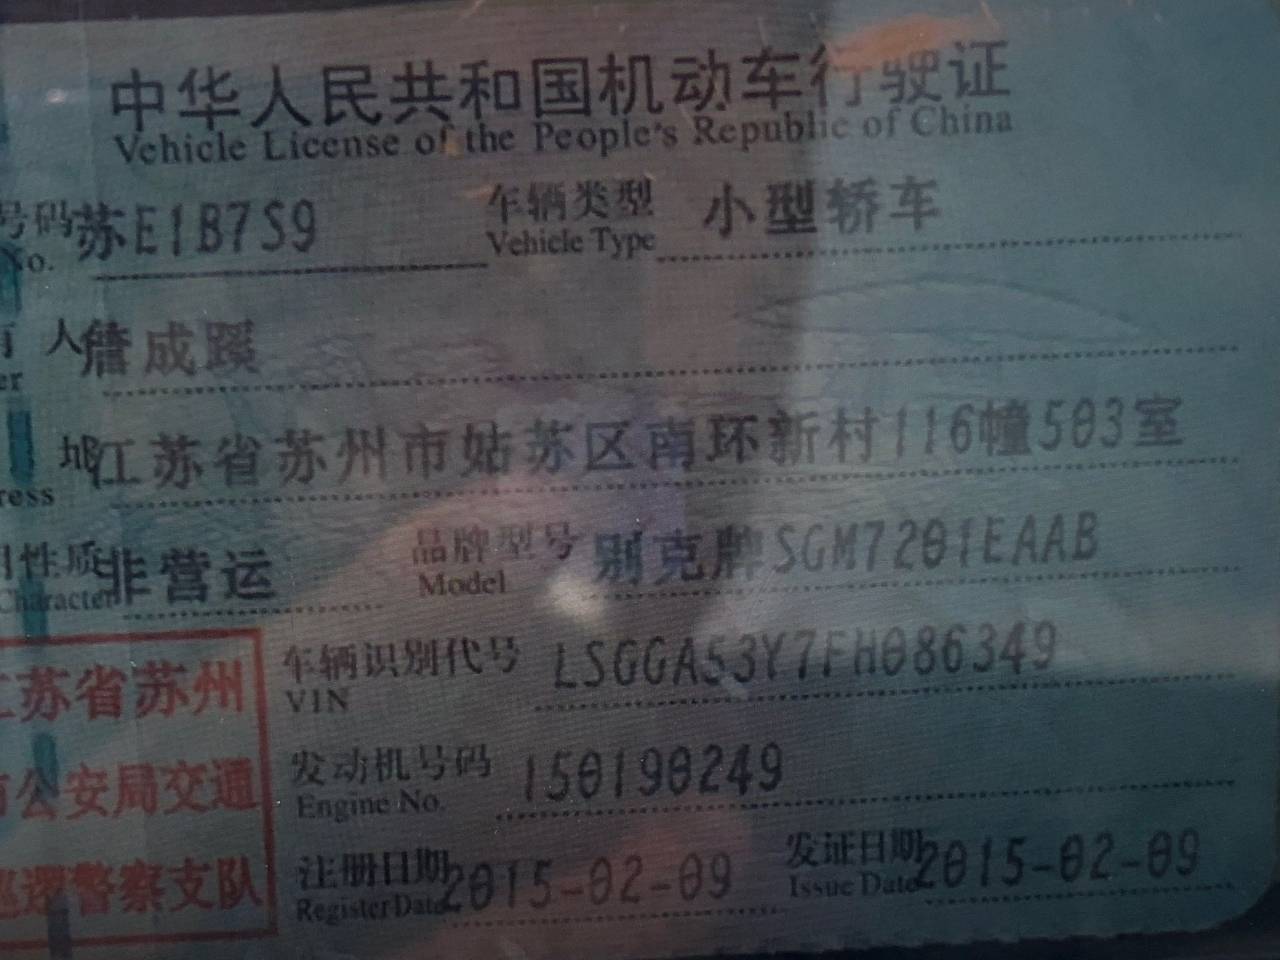 中华人民共和国机动车行驶证
Vehicle License of the People's Republic of China
号码 苏E1B7S9 车辆类型 小型轿车
No. Vehicle Type
人 詹成蹊
er
址 江苏省苏州市姑苏区南环新村116幢503室
ress
性质 非营运 品牌型号 别克牌SGM7201EAAB
Character Model
江苏省苏州 车辆识别代号 LSGGA53Y7FH086349
VIN
公安局交通 发动机号码 150190249
Engine No.
巡逻警察支队 注册日期 2015-02-09 发证日期 2015-02-09
Register Date Issue Date